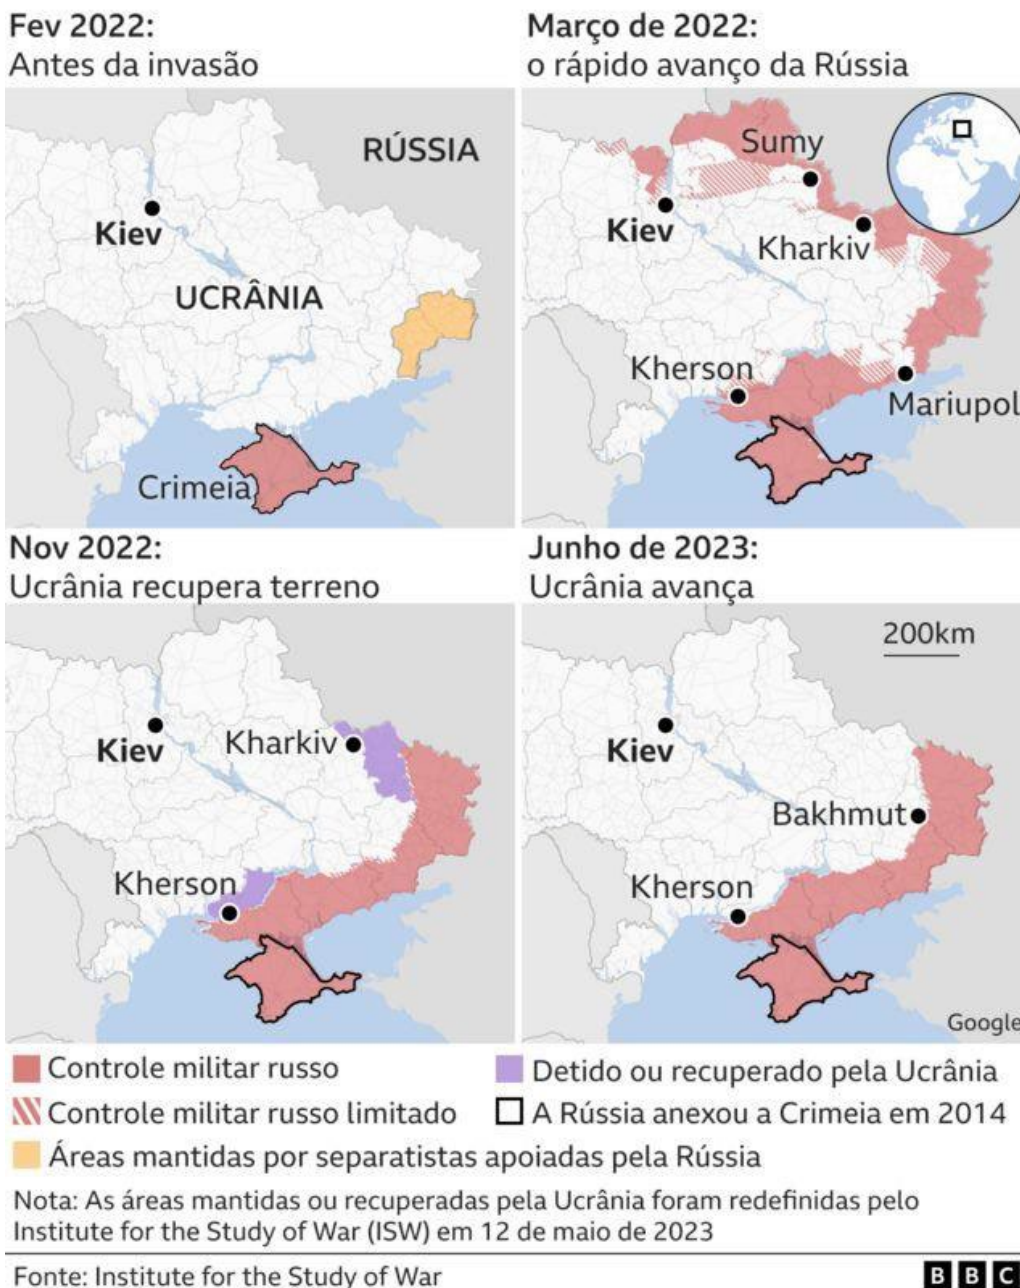 Fev 2022:
Antes da invasão
RÚSSIA
Kiev
UCRÂNIA
Crimeia
Março de 2022:
o rápido avanço da Rússia
Sumy
Kiev
Kharkiv
Kherson
Mariupol
Nov 2022:
Ucrânia recupera terreno
Kiev
Kharkiv
Kherson
Junho de 2023:
Ucrânia avança
200km
Kiev
Bakhmut
Kherson
Google
Controle militar russo
Detido ou recuperado pela Ucrânia
Controle militar russo limitado
A Rússia anexou a Crimeia em 2014
Áreas mantidas por separatistas apoiadas pela Rússia
Nota: As áreas mantidas ou recuperadas pela Ucrânia foram redefinidas pelo
Institute for the Study of War (ISW) em 12 de maio de 2023
Fonte: Institute for the Study of War
BBC